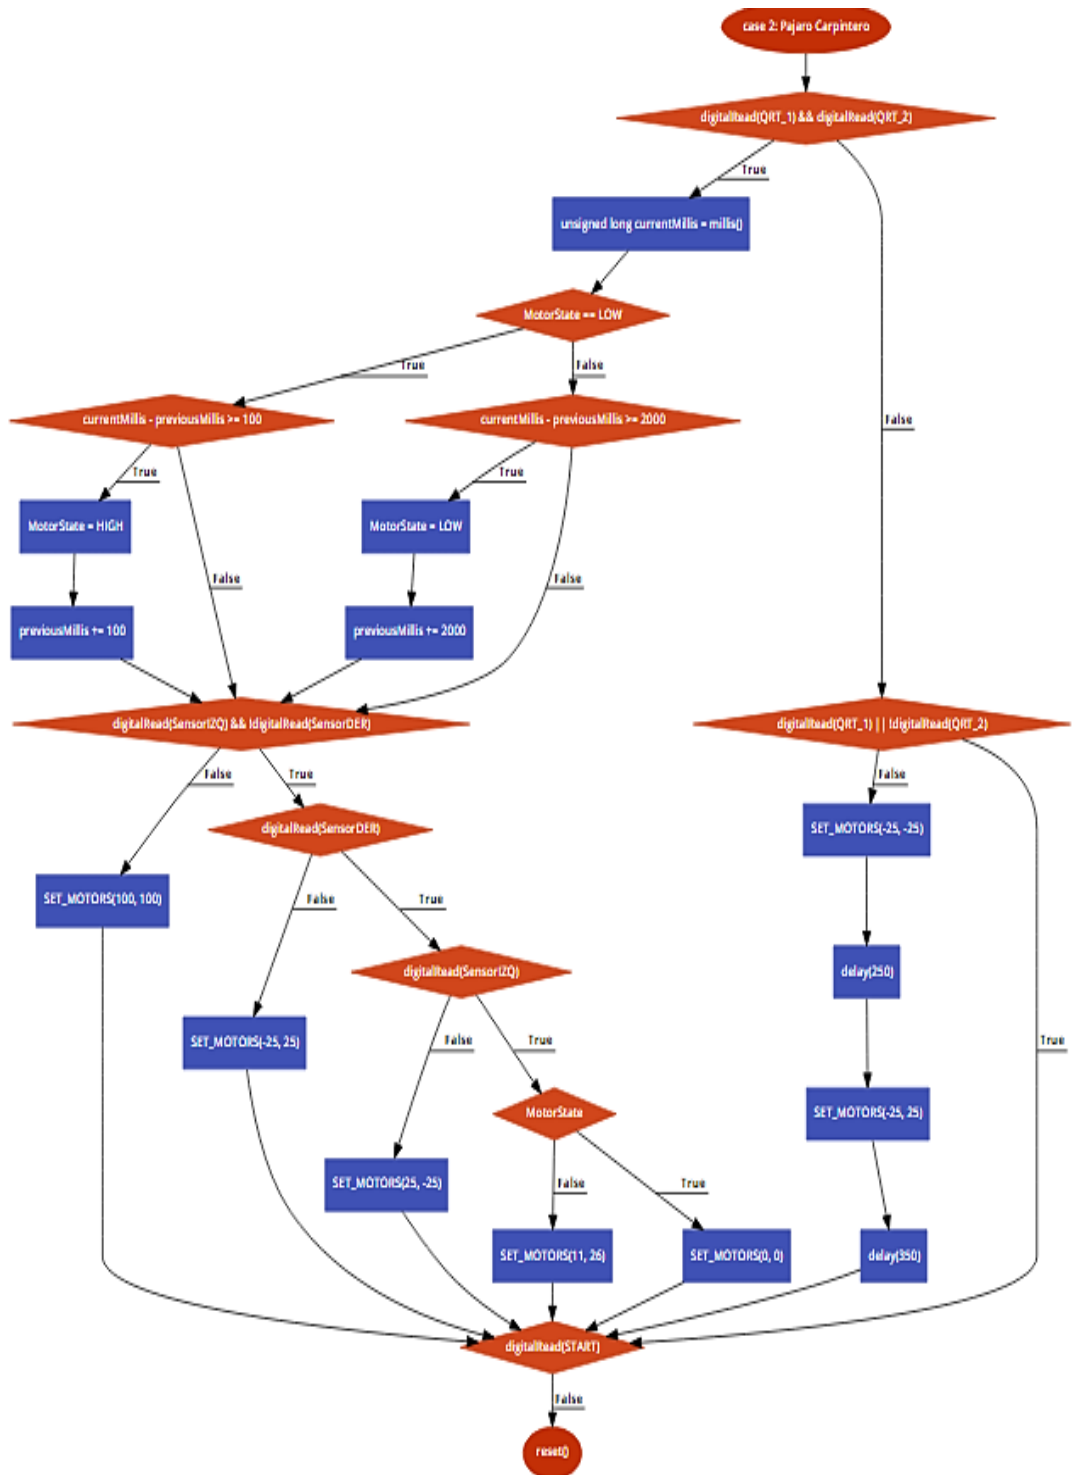 case 2: Pajaro Carpintero
digitalRead(QRT_1) && digitalRead(QRT_2)
True
unsigned long currentMillis = millis()
MotorState == LOW
True
False
currentMillis - previousMillis >= 100
currentMillis - previousMillis >= 2000
False
True
True
MotorState = HIGH
MotorState = LOW
False
False
previousMillis += 100
previousMillis += 2000
digitalRead(SensorIZQ) && !digitalRead(SensorDER)
digitalRead(QRT_1) || !digitalRead(QRT_2)
False
True
False
digitalRead(SensorDER)
SET_MOTORS(-25, -25)
SET_MOTORS(100, 100)
False
True
digitalRead(SensorIZQ)
delay(250)
SET_MOTORS(-25, 25)
False
True
True
MotorState
SET_MOTORS(-25, 25)
SET_MOTORS(25, -25)
False
True
SET_MOTORS(11, 26)
SET_MOTORS(0, 0)
delay(350)
digitalRead(START)
False
reset()